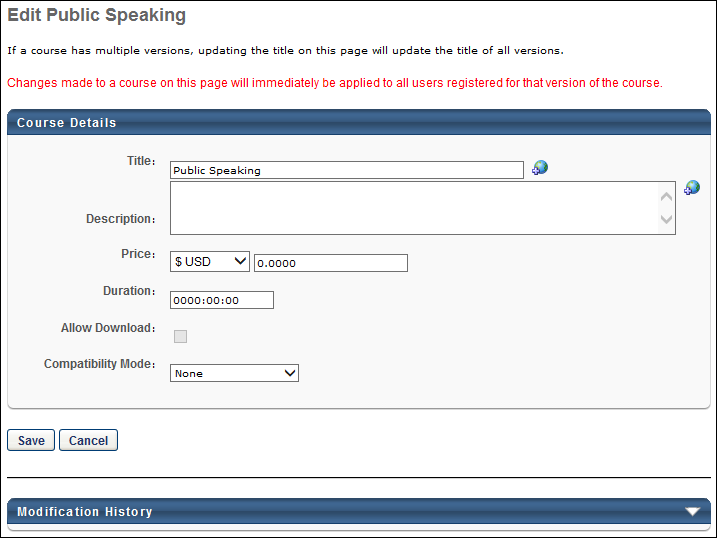 Edit Public Speaking
If a course has multiple versions, updating the title on this page will update the title of all versions.
Changes made to a course on this page will immediately be applied to all users registered for that version of the course.
Course Details
Title: Public Speaking
Description:
Price: $ USD 0.0000
Duration: 0000:00:00
Allow Download:
Compatibility Mode: None
Save Cancel
Modification History